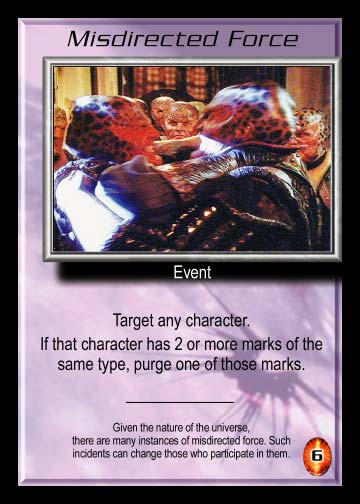 Misdirected Force
Event
Target any character.
If that character has 2 or more marks of the
same type, purge one of those marks.
Given the nature of the universe,
there are many instances of misdirected force. Such
incidents can change those who participate in them.
6